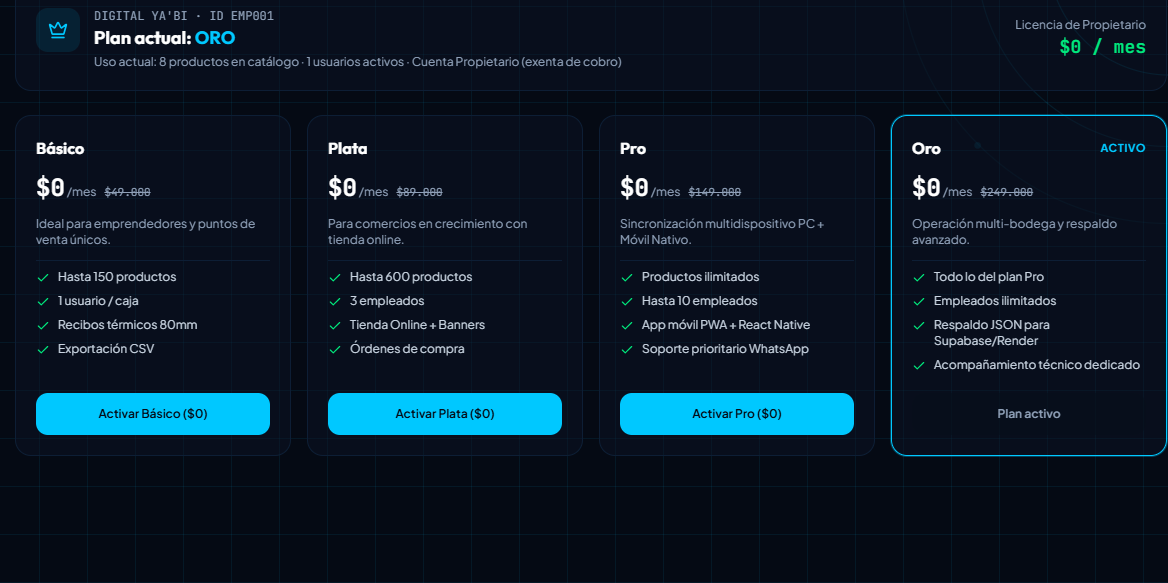 DIGITAL YA'BI · ID EMP001
Plan actual: ORO
Uso actual: 8 productos en catálogo · 1 usuarios activos · Cuenta Propietario (exenta de cobro)
Licencia de Propietario
$0 / mes
Básico
$0 /mes $49.000
Ideal para emprendedores y puntos de
venta únicos.
Hasta 150 productos
1 usuario / caja
Recibos térmicos 80mm
Exportación CSV
Activar Básico ($0)
Plata
$0 /mes $89.000
Para comercios en crecimiento con
tienda online.
Hasta 600 productos
3 empleados
Tienda Online + Banners
Órdenes de compra
Activar Plata ($0)
Pro
$0 /mes $149.000
Sincronización multidispositivo PC +
Móvil Nativo.
Productos ilimitados
Hasta 10 empleados
App móvil PWA + React Native
Soporte prioritario WhatsApp
Activar Pro ($0)
Oro
ACTIVO
$0 /mes $249.000
Operación multi-bodega y respaldo
avanzado.
Todo lo del plan Pro
Empleados ilimitados
Respaldo JSON para
Supabase/Render
Acompañamiento técnico dedicado
Plan activo